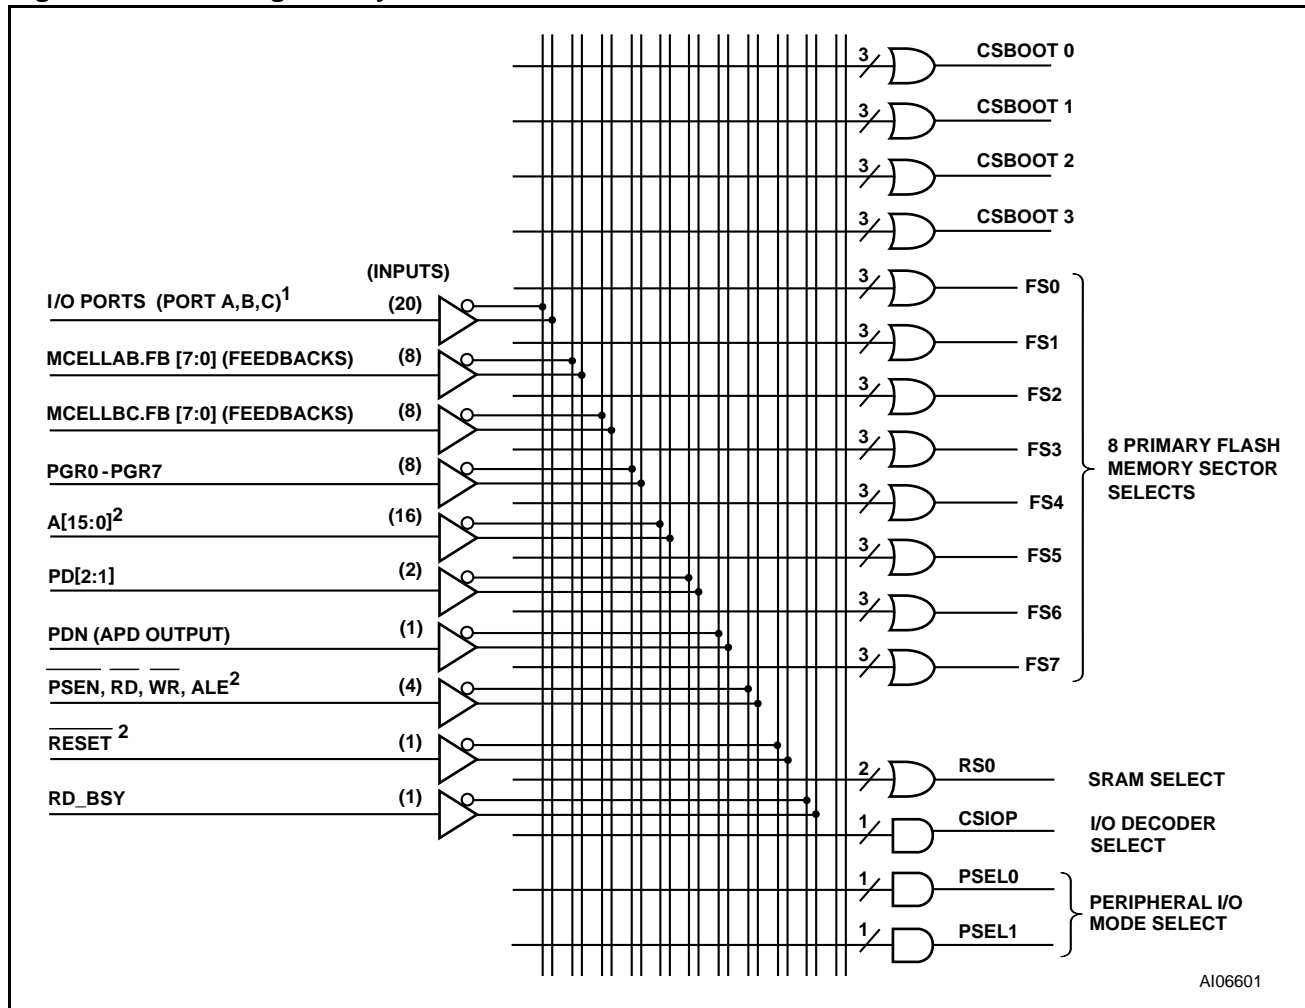 CSBOOT 0
3
CSBOOT 1
3
CSBOOT 2
3
CSBOOT 3
3
(INPUTS)
I/O PORTS (PORT A,B,C)1
(20)
MCELLAB.FB [7:0] (FEEDBACKS)
(8)
MCELLBC.FB [7:0] (FEEDBACKS)
(8)
PGR0-PGR7
(8)
A[15:0]2
(16)
PD[2:1]
(2)
PDN (APD OUTPUT)
(1)
PSEN, RD, WR, ALE2
(4)
RESET 2
(1)
RD_BSY
(1)
3
FS0
3
FS1
3
FS2
3
FS3
3
FS4
3
FS5
3
FS6
3
FS7
8 PRIMARY FLASH
MEMORY SECTOR
SELECTS
2
RS0
SRAM SELECT
1
CSIOP
I/O DECODER
SELECT
1
PSEL0
1
PSEL1
PERIPHERAL I/O
MODE SELECT
AI06601